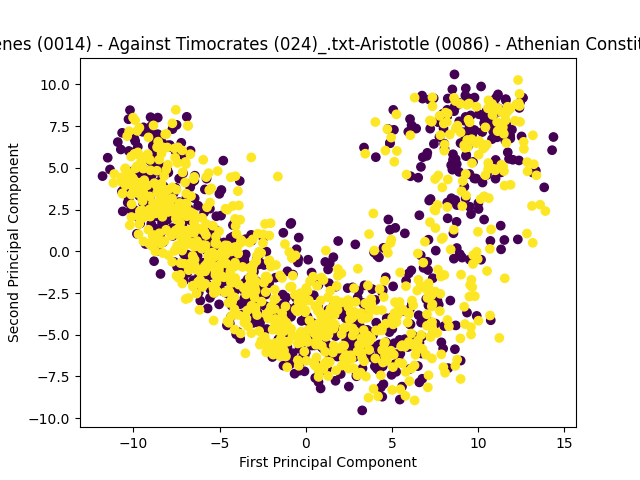 (0014) - Against Timocrates (024)_.txt-Aristotle (0086) - Athenian
10.0
7.5
5.0
2.5
0.0
−2.5
−5.0
−7.5
−10.0
Second Principal Component
−10 −5 0 5 10 15
First Principal Component